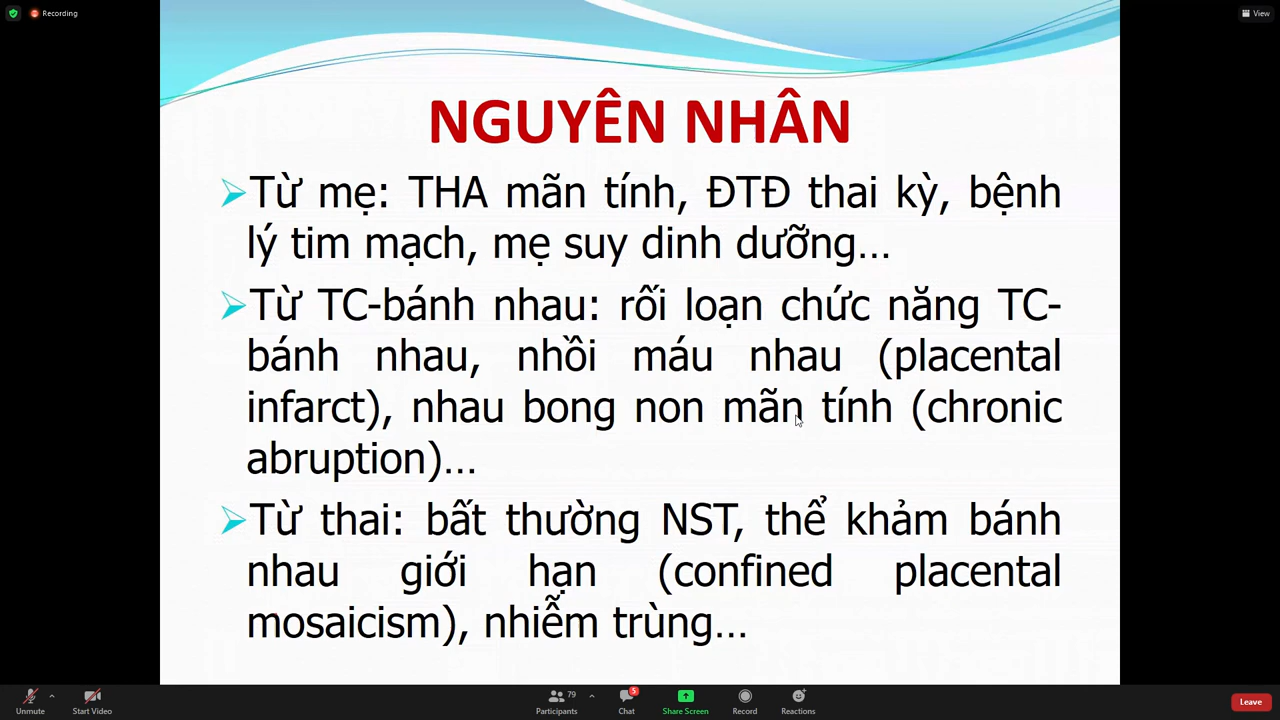 Recording
View
NGUYÊN NHÂN
Từ mẹ: THA mãn tính, ĐTĐ thai kỳ, bệnh
lý tim mạch, mẹ suy dinh dưỡng...
Từ TC-bánh nhau: rối loạn chức năng TC-
bánh nhau, nhồi máu nhau (placental
infarct), nhau bong non mãn tính (chronic
abruption)...
Từ thai: bất thường NST, thể khảm bánh
nhau giới hạn (confined placental
mosaicism), nhiễm trùng...
79
5
Unmute Start Video Participants Chat Share Screen Record Reactions Leave